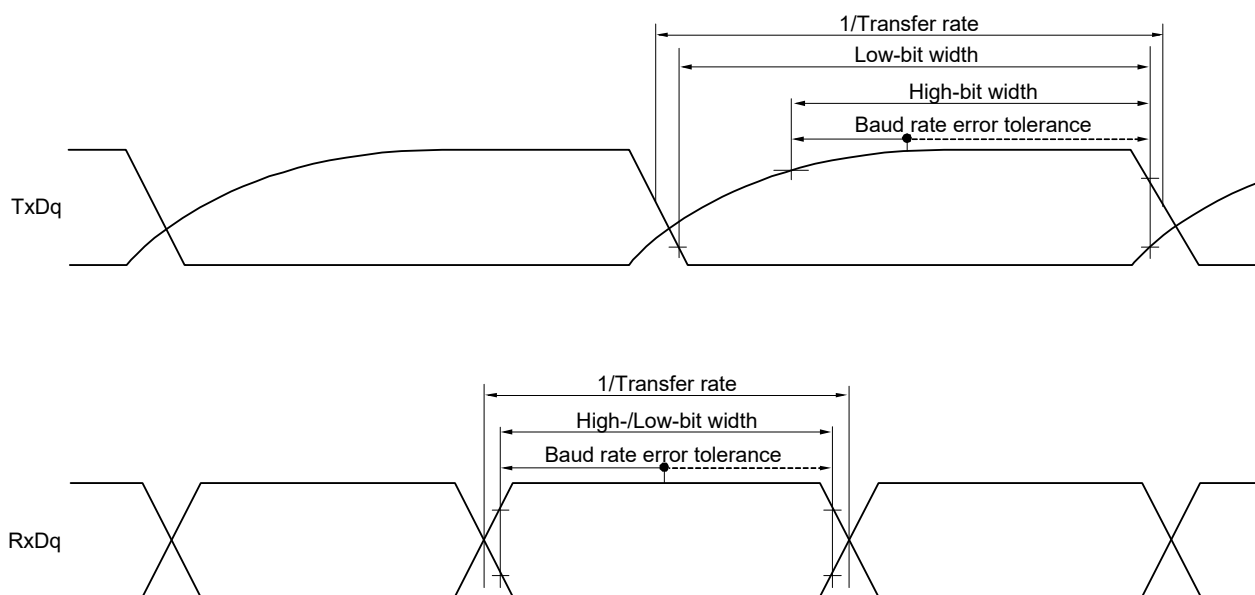 1/Transfer rate
Low-bit width
High-bit width
Baud rate error tolerance
TxDq
1/Transfer rate
High-/Low-bit width
Baud rate error tolerance
RxDq